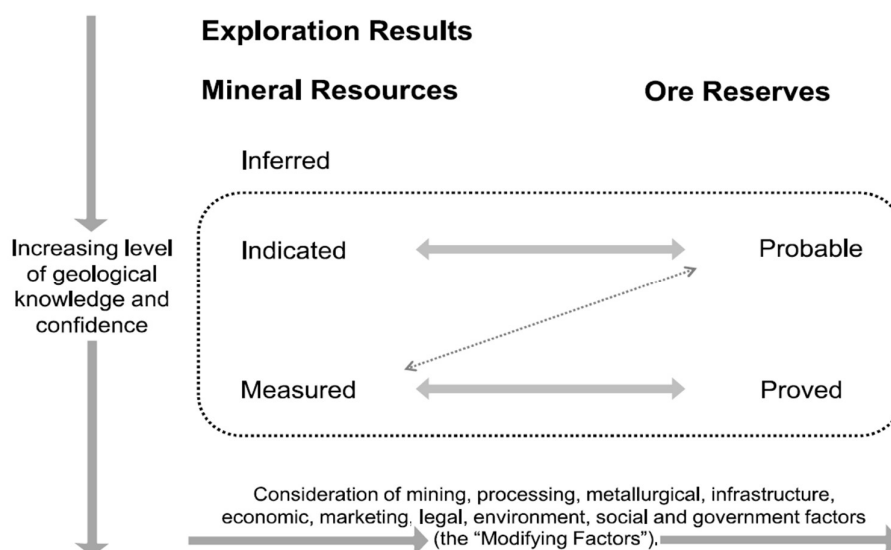 Exploration Results
Mineral Resources
Ore Reserves
Inferred
Increasing level
of geological
knowledge and
confidence
Indicated
Probable
Measured
Proved
Consideration of mining, processing, metallurgical, infrastructure,
economic, marketing, legal, environment, social and government factors
(the “Modifying Factors”).